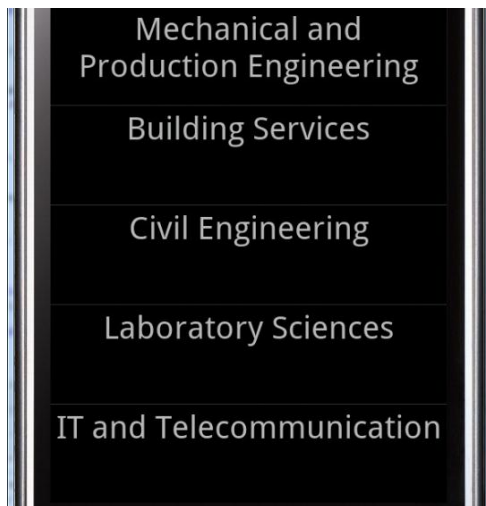 Mechanical and
Production Engineering
Building Services
Civil Engineering
Laboratory Sciences
IT and Telecommunication